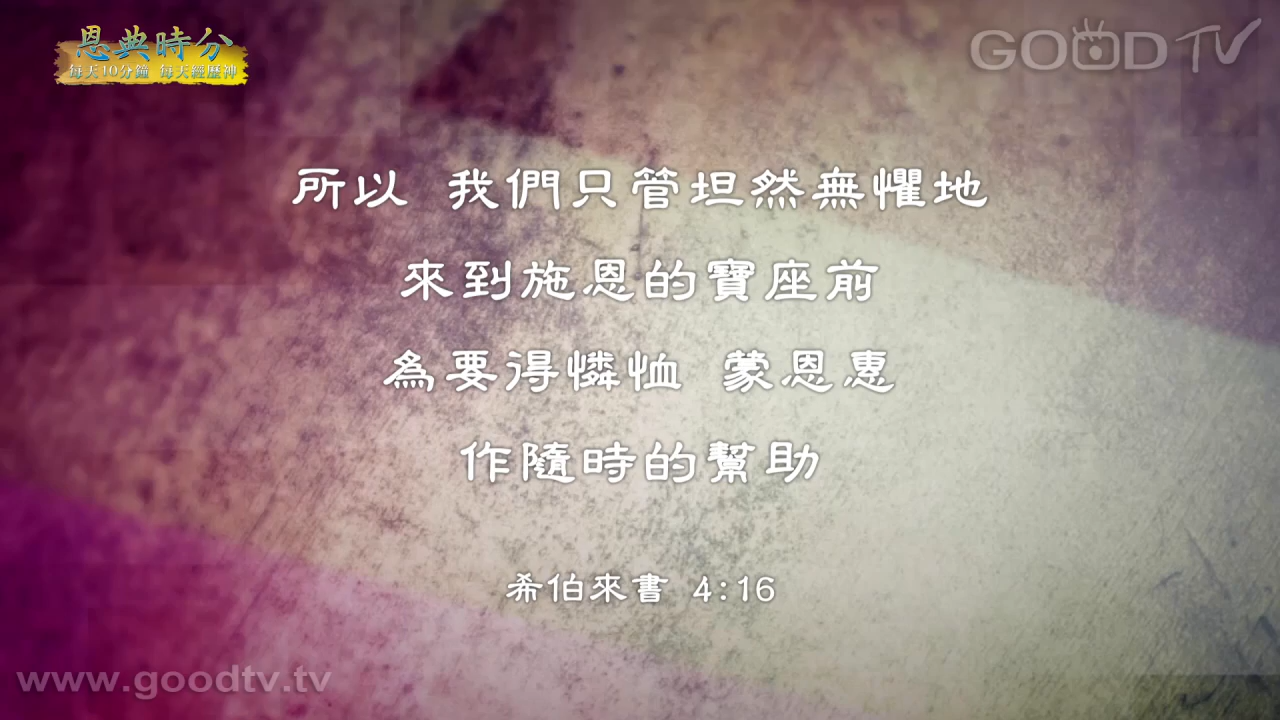 恩典時分
每天10分鐘 每天經歷神
GOOD TV
所以 我們只管坦然無懼地
來到施恩的寶座前
為要得憐恤 蒙恩惠
作隨時的幫助
希伯來書 4:16
www.goodtv.tv